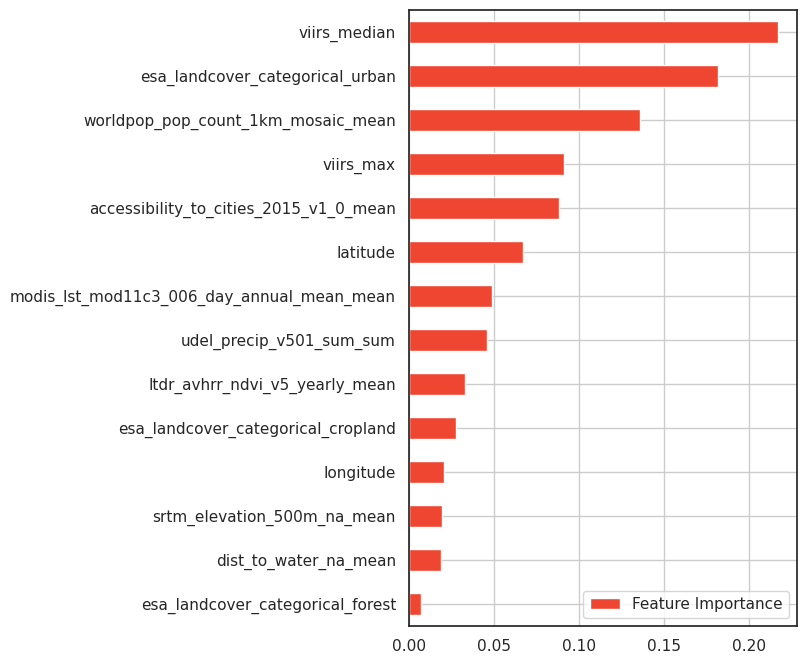 viirs_median
esa_landcover_categorical_urban
worldpop_pop_count_1km_mosaic_mean
viirs_max
accessibility_to_cities_2015_v1_0_mean
latitude
modis_lst_mod11c3_006_day_annual_mean_mean
udel_precip_v501_sum_sum
ltdr_avhrr_ndvi_v5_yearly_mean
esa_landcover_categorical_cropland
longitude
srtm_elevation_500m_na_mean
dist_to_water_na_mean
esa_landcover_categorical_forest
Feature Importance
0.00 0.05 0.10 0.15 0.20